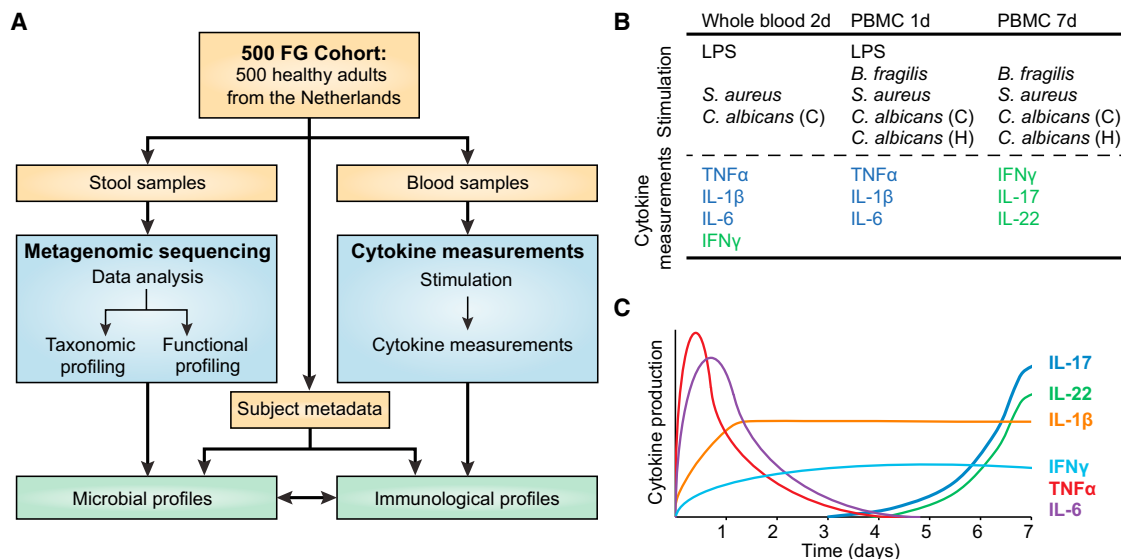 A
500 FG Cohort:
500 healthy adults
from the Netherlands
Stool samples
Blood samples
Metagenomic sequencing
Data analysis
Taxonomic
profiling
Functional
profiling
Cytokine measurements
Stimulation
Cytokine measurements
Subject metadata
Microbial profiles
Immunological profiles
B
Whole blood 2d PBMC 1d PBMC 7d
Stimulation
LPS LPS
B. fragilis B. fragilis
S. aureus S. aureus S. aureus
C. albicans (C) C. albicans (C) C. albicans (C)
C. albicans (H) C. albicans (H)
Cytokine
measurements
TNFα TNFα IFNγ
IL-1β IL-1β IL-17
IL-6 IL-6 IL-22
IFNγ
C
Cytokine production
IL-17
IL-22
IL-1β
IFNγ
TNFα
IL-6
1 2 3 4 5 6 7
Time (days)